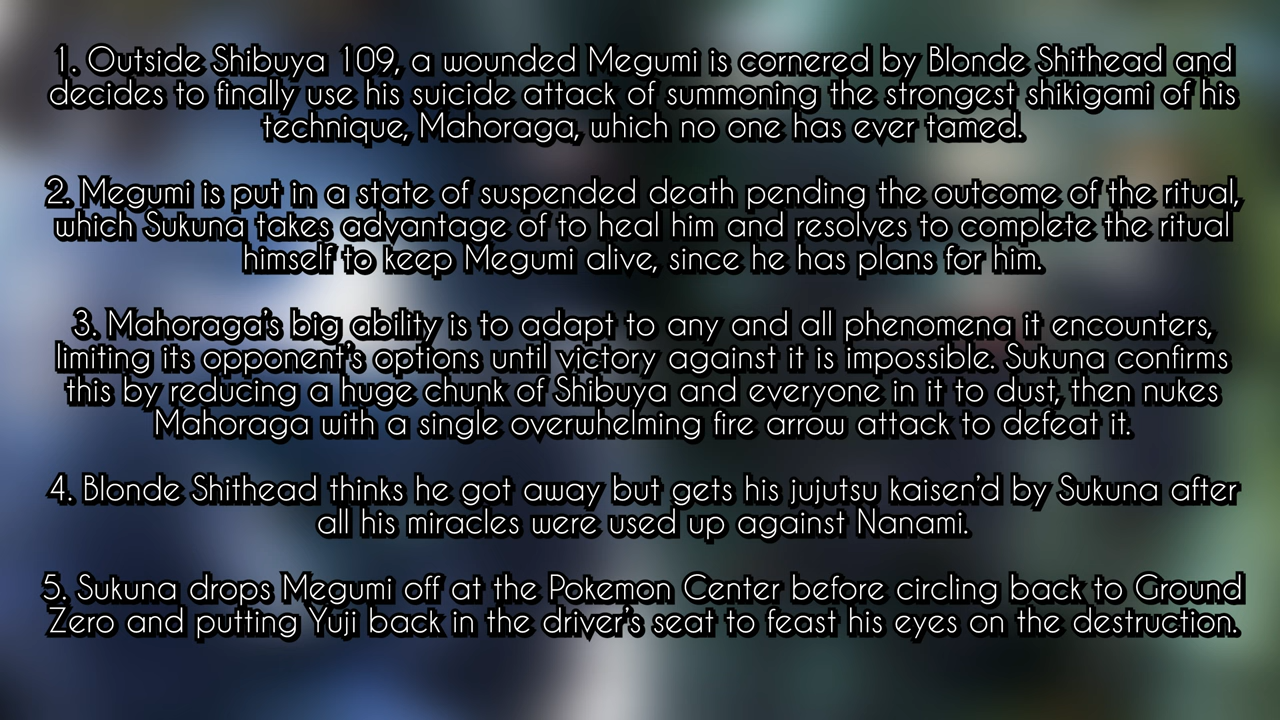 1. Outside Shibuya 109, a wounded Megumi is cornered by Blonde Shithead and
decides to finally use his suicide attack of summoning the strongest shikigami of his
technique, Mahoraga, which no one has ever tamed.
2. Megumi is put in a state of suspended death pending the outcome of the ritual,
which Sukuna takes advantage of to heal him and resolves to complete the ritual
himself to keep Megumi alive, since he has plans for him.
3. Mahoraga's big ability is to adapt to any and all phenomena it encounters,
limiting its opponent's options until victory against it is impossible. Sukuna confirms
this by reducing a huge chunk of Shibuya and everyone in it to dust, then nukes
Mahoraga with a single overwhelming fire arrow attack to defeat it.
4. Blonde Shithead thinks he got away but gets his jujutsu kaisen'd by Sukuna after
all his miracles were used up against Nanami.
5. Sukuna drops Megumi off at the Pokemon Center before circling back to Ground
Zero and putting Yuji back in the driver's seat to feast his eyes on the destruction.